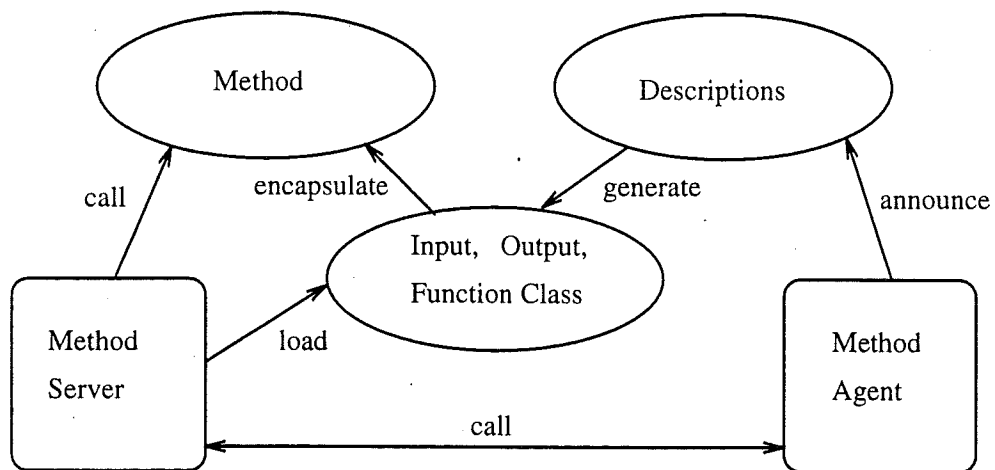 Method
Descriptions
call
encapsulate
generate
announce
Input, Output,
Function Class
Method
Server
load
Method
Agent
call